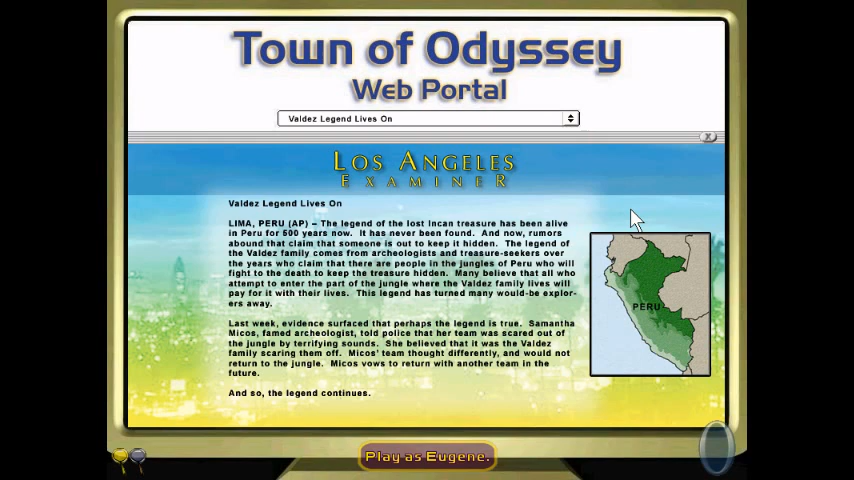 Town of Odyssey
Web Portal
Valdez Legend Lives On
X
LOS ANGELES
EXAMINER
Valdez Legend Lives On
LIMA, PERU (AP) – The legend of the lost Incan treasure has been alive
in Peru for 500 years now. It has never been found. And now, rumors
abound that claim that someone is out to keep it hidden. The legend of
the Valdez family comes from archeologists and treasure-seekers over
the years who claim that there are people in the jungles of Peru who will
fight to the death to keep the treasure hidden. Many believe that all who
attempt to enter the part of the jungle where the Valdez family lives will
pay for it with their lives. This legend has turned many would-be explor-
ers away.
Last week, evidence surfaced that perhaps the legend is true. Samantha
Micos, famed archeologist, told police that her team was scared out of
the jungle by terrifying sounds. She believed that it was the Valdez
family scaring them off. Micos' team thought differently, and would not
return to the jungle. Micos vows to return with another team in the
future.
And so, the legend continues.
PERU
Play as Eugene.